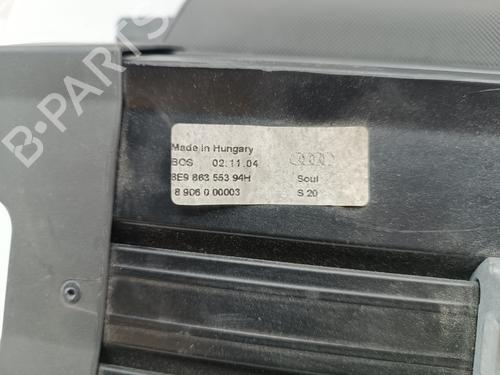 Made in Hungary
BOS 02.11.04
8E9 863 553 94H Soul
8 906 0 00003 S 20
B-PARTS